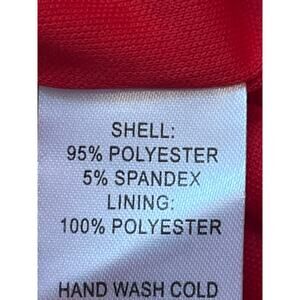 SHELL:
95% POLYESTER
5% SPANDEX
LINING:
100% POLYESTER
HAND WASH COLD